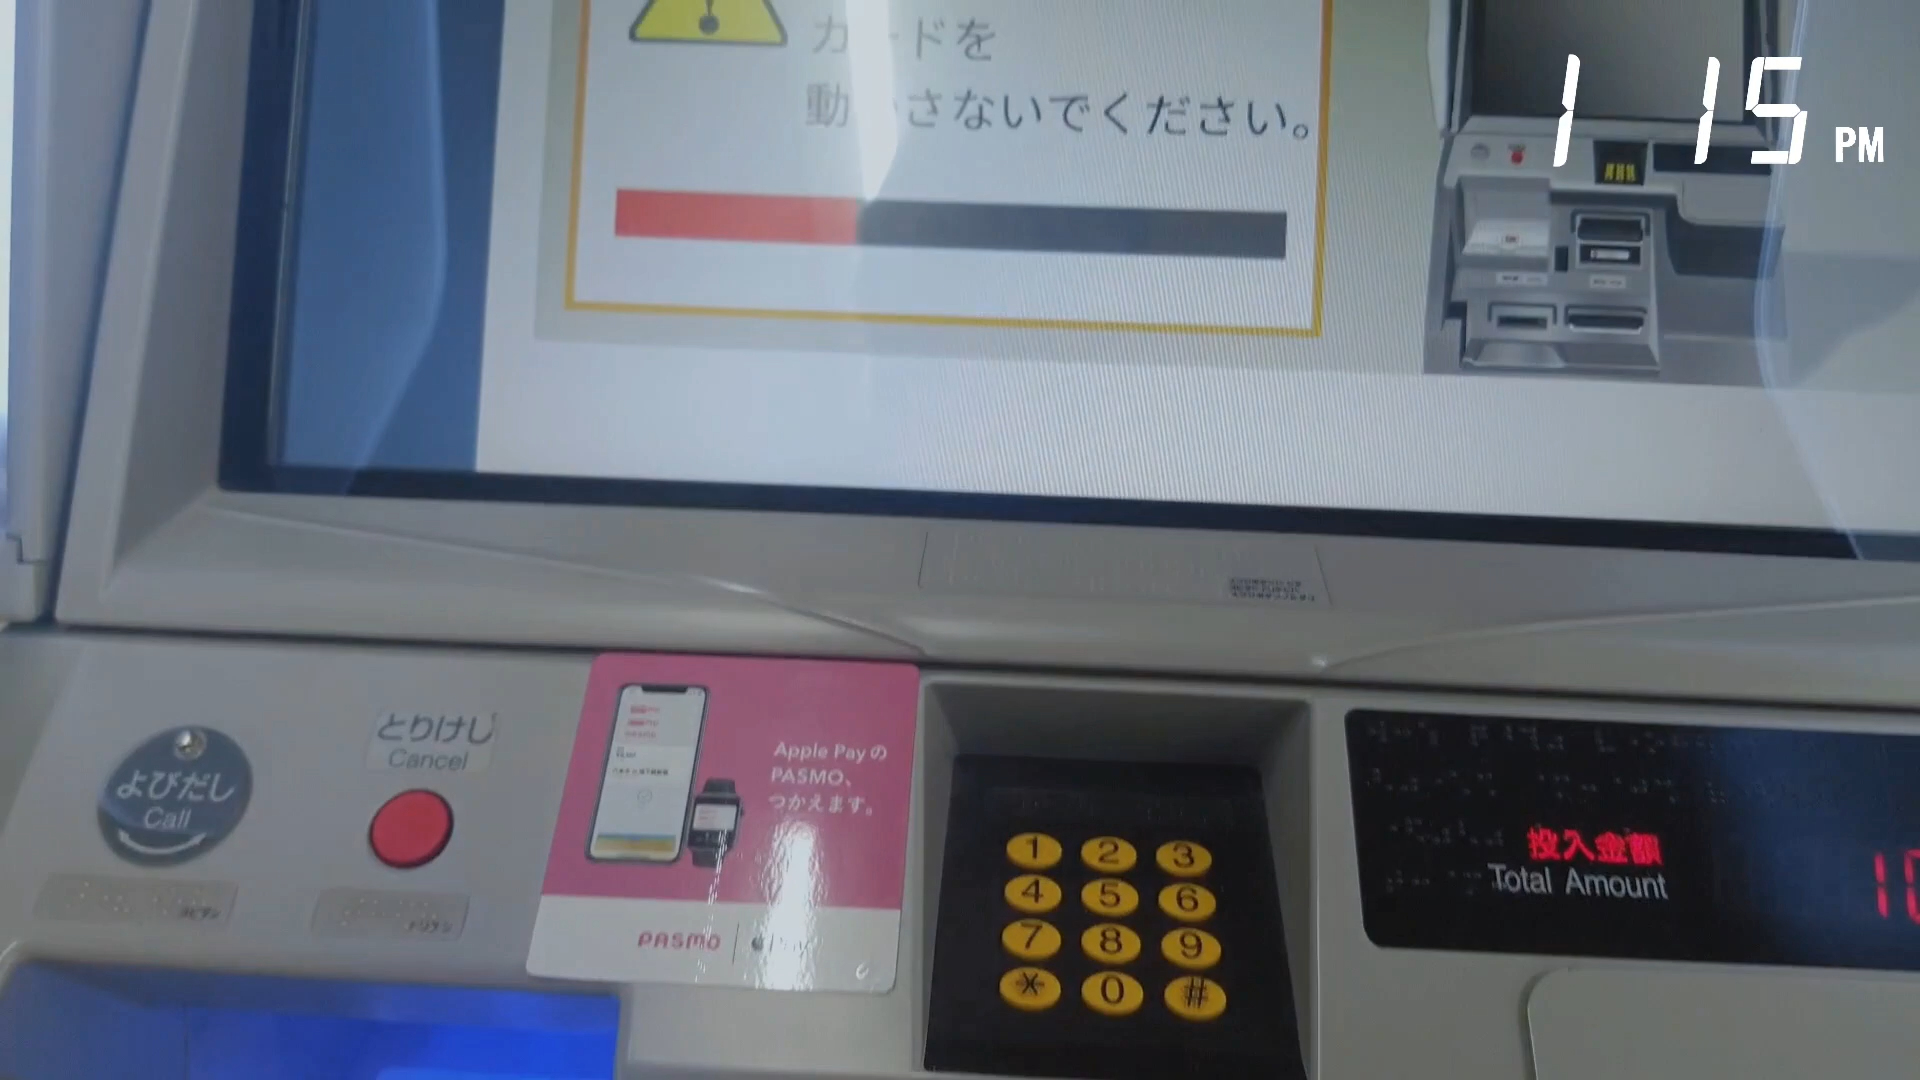 カードを
動かさないでください。
1 15 PM
よびだし
Call
とりけし
Cancel
Apple Payの
PASMO、
つかえます。
PASMO
1 2 3
4 5 6
7 8 9
* 0 #
投入金額
Total Amount